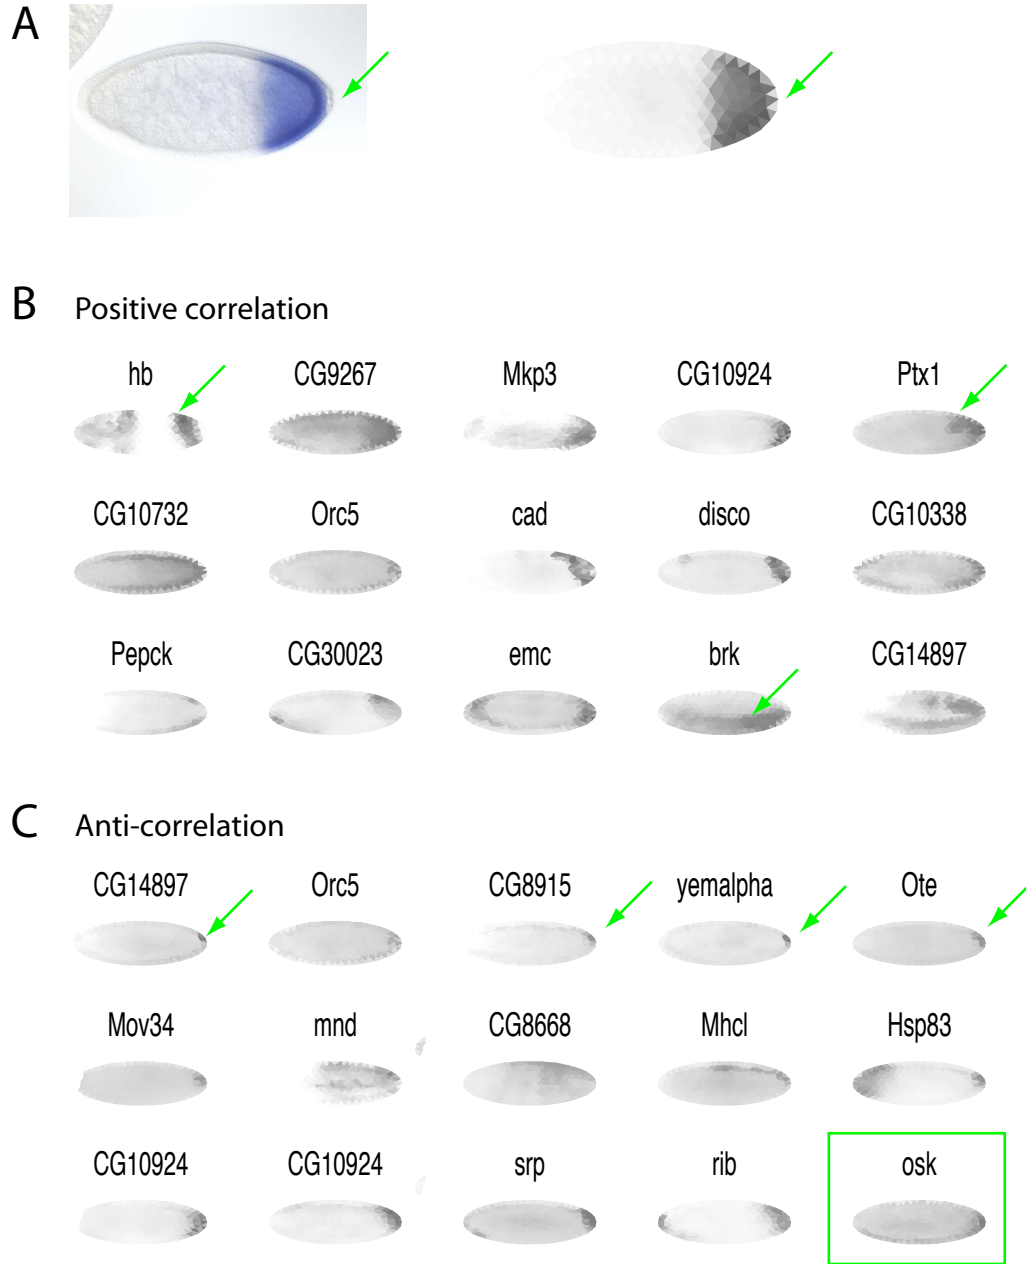 A
B Positive correlation
hb CG9267 Mkp3 CG10924 Ptx1
CG10732 Orc5 cad disco CG10338
Pepck CG30023 emc brk CG14897
C Anti-correlation
CG14897 Orc5 CG8915 yemalpha Ote
Mov34 mnd CG8668 Mhcl Hsp83
CG10924 CG10924 srp rib osk